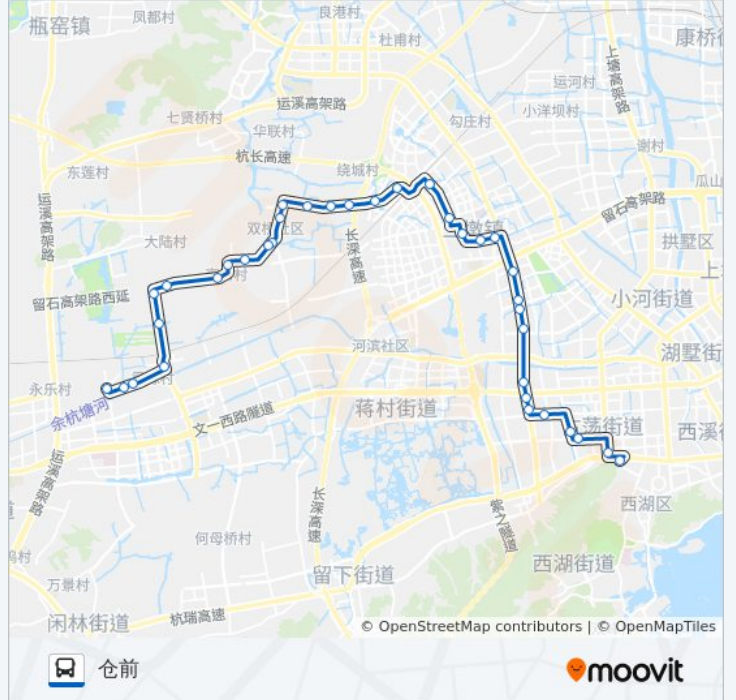 良港村
凤都村
瓶窑镇
杜甫村
康桥街
上塘高架路
运河村
运溪高架路
小洋坝村
七贤桥村
勾庄村
华联村
谢村
杭长高速
绕城村
东莲村
瓜山
留石高架路
运溪高架路
双桥社区
大陆村
长深高速
拱墅区
上
留石高架路西延
小河街道
河滨社区
湖墅街
永乐村
余杭塘河
蒋村街道
文一西路隧道
荡街道
西溪
运溪高架路
长深高速
紫之隧道
西湖区
何母桥村
西湖街道
万景村
留下街道
闲林街道
杭瑞高速
© OpenStreetMap contributors | © OpenMapTiles
仓前
moovit